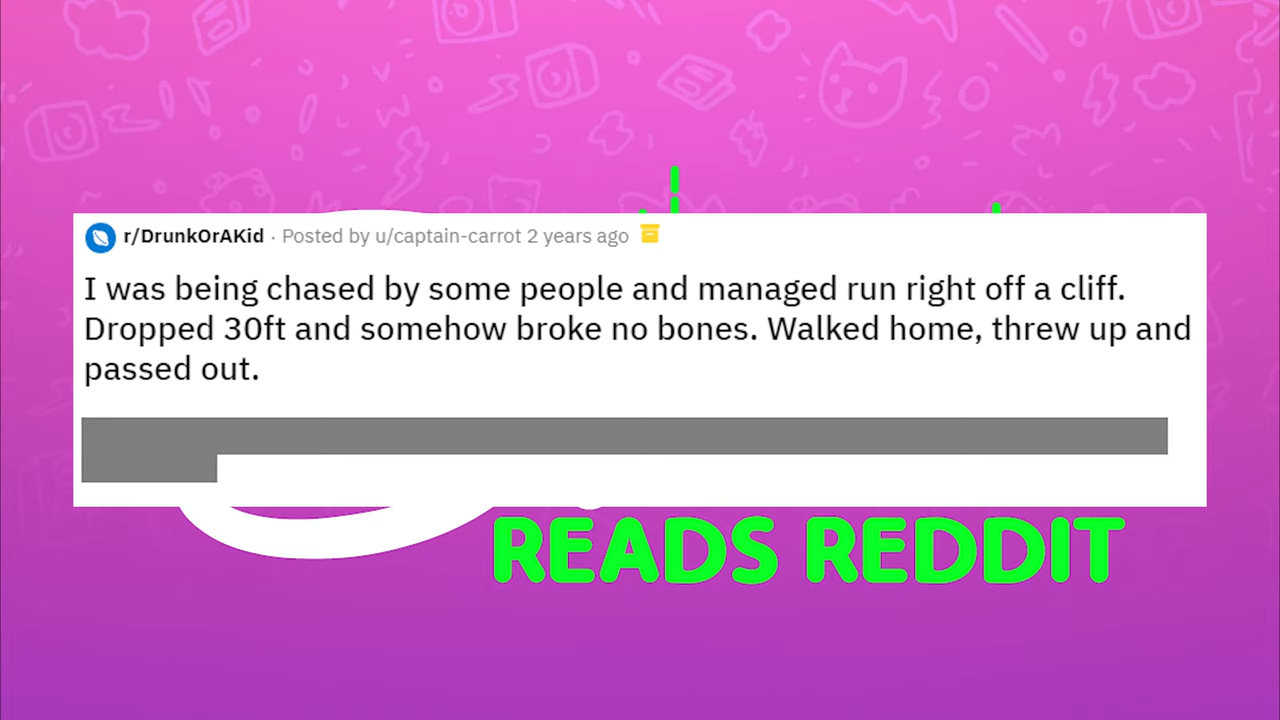 r/DrunkOrAKid · Posted by u/captain-carrot 2 years ago
I was being chased by some people and managed run right off a cliff.
Dropped 30ft and somehow broke no bones. Walked home, threw up and
passed out.
READS REDDIT